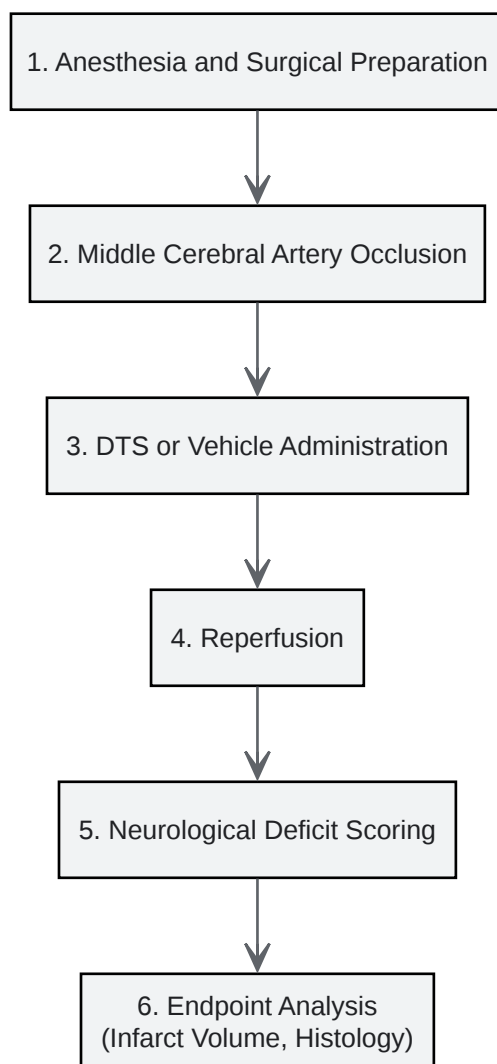 1. Anesthesia and Surgical Preparation
2. Middle Cerebral Artery Occlusion
3. DTS or Vehicle Administration
4. Reperfusion
5. Neurological Deficit Scoring
6. Endpoint Analysis
(Infarct Volume, Histology)